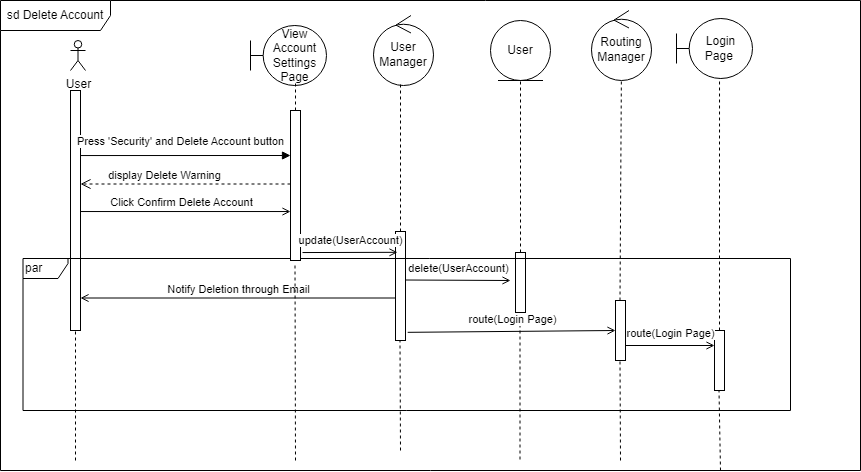 sd Delete Account
User
View
Account
Settings
Page
User
Manager
User
Routing
Manager
Login
Page
Press 'Security' and Delete Account button
display Delete Warning
Click Confirm Delete Account
update(UserAccount)
par
delete(UserAccount)
Notify Deletion through Email
route(Login Page)
route(Login Page)